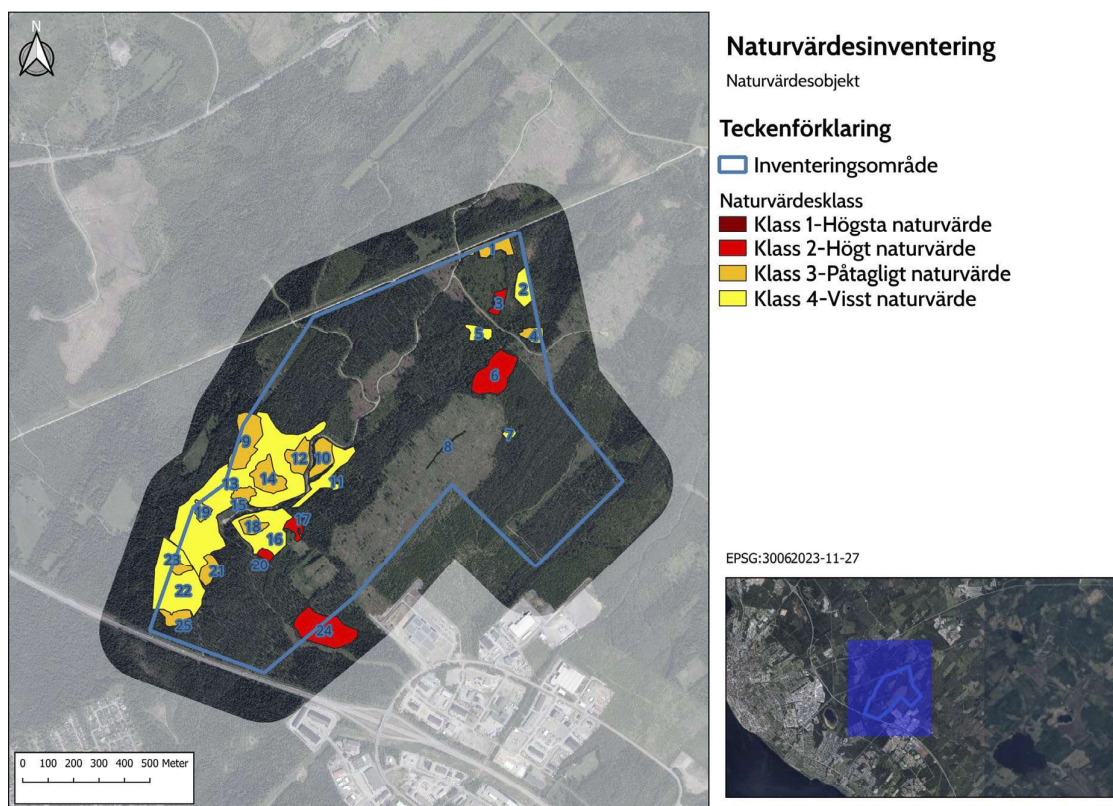 Naturvärdesinventering
Naturvärdesobjekt
Teckenförklaring
Inventeringsområde
Naturvärdesklass
Klass 1-Högsta naturvärde
Klass 2-Högt naturvärde
Klass 3-Påtagligt naturvärde
Klass 4-Visst naturvärde
EPSG:30062023-11-27
N
1
2
3
4
5
6
7
8
9
12
10
14
13
11
15
19
18
17
16
20
23
21
22
25
24
0 100 200 300 400 500 Meter